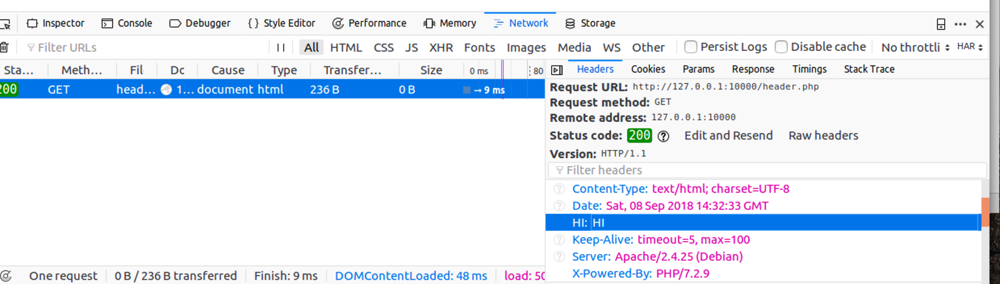 Inspector Console Debugger { } Style Editor Performance Memory Network Storage
Filter URLs All HTML CSS JS XHR Fonts Images Media WS Other Persist Logs Disable cache No throttli HAR
Sta... Meth... Fil Dc Cause Type Transfer... Size 0 ms 80
200 GET head... 1... document html 236 B 0 B → 9 ms
One request 0 B / 236 B transferred Finish: 9 ms DOMContentLoaded: 48 ms load: 50
Headers Cookies Params Response Timings Stack Trace
Request URL: http://127.0.0.1:10000/header.php
Request method: GET
Remote address: 127.0.0.1:10000
Status code: 200 ? Edit and Resend Raw headers
Version: HTTP/1.1
Filter headers
? Content-Type: text/html; charset=UTF-8
? Date: Sat, 08 Sep 2018 14:32:33 GMT
HI: HI
? Keep-Alive: timeout=5, max=100
? Server: Apache/2.4.25 (Debian)
X-Powered-By: PHP/7.2.9